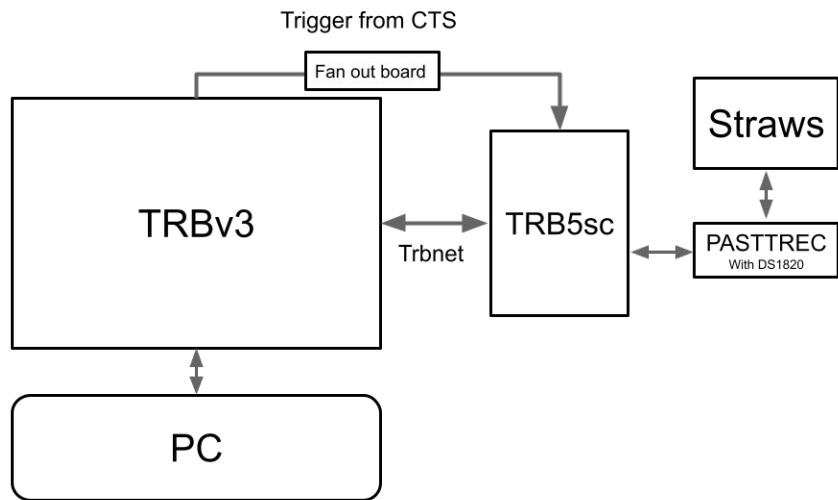 Trigger from CTS
Fan out board
Straws
TRBv3
TRB5sc
PASTTREC
With DS1820
Trbnet
PC